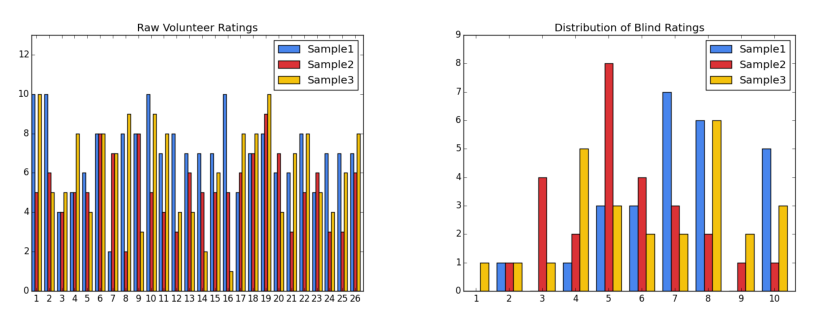 Raw Volunteer Ratings
Sample1
Sample2
Sample3
12
10
8
6
4
2
0
1 2 3 4 5 6 7 8 9 10 11 12 13 14 15 16 17 18 19 20 21 22 23 24 25 26
Distribution of Blind Ratings
Sample1
Sample2
Sample3
9
8
7
6
5
4
3
2
1
0
1 2 3 4 5 6 7 8 9 10